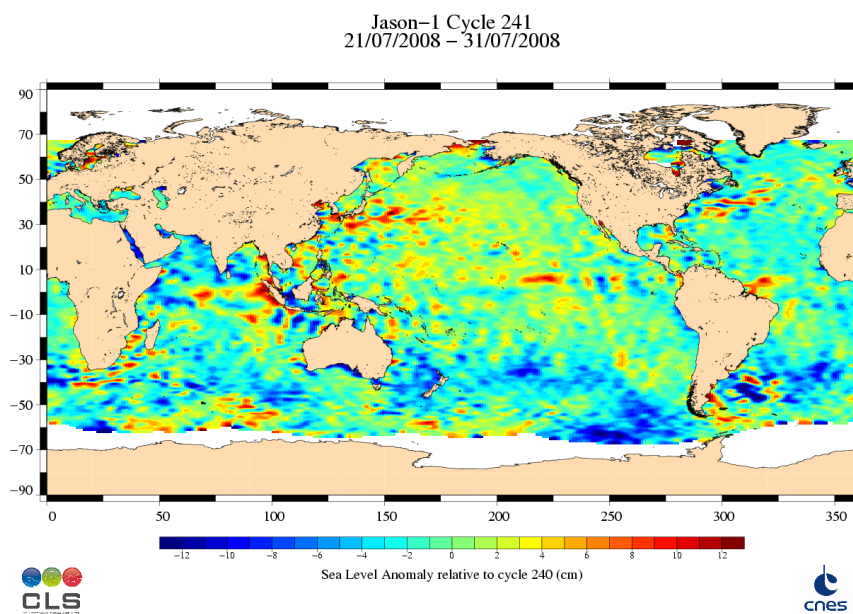 Jason−1 Cycle 241
21/07/2008 − 31/07/2008
90
70
50
30
10
−10
−30
−50
−70
−90
0 50 100 150 200 250 300 350
−12 −10 −8 −6 −4 −2 0 2 4 6 8 10 12
Sea Level Anomaly relative to cycle 240 (cm)
CLS
cnes